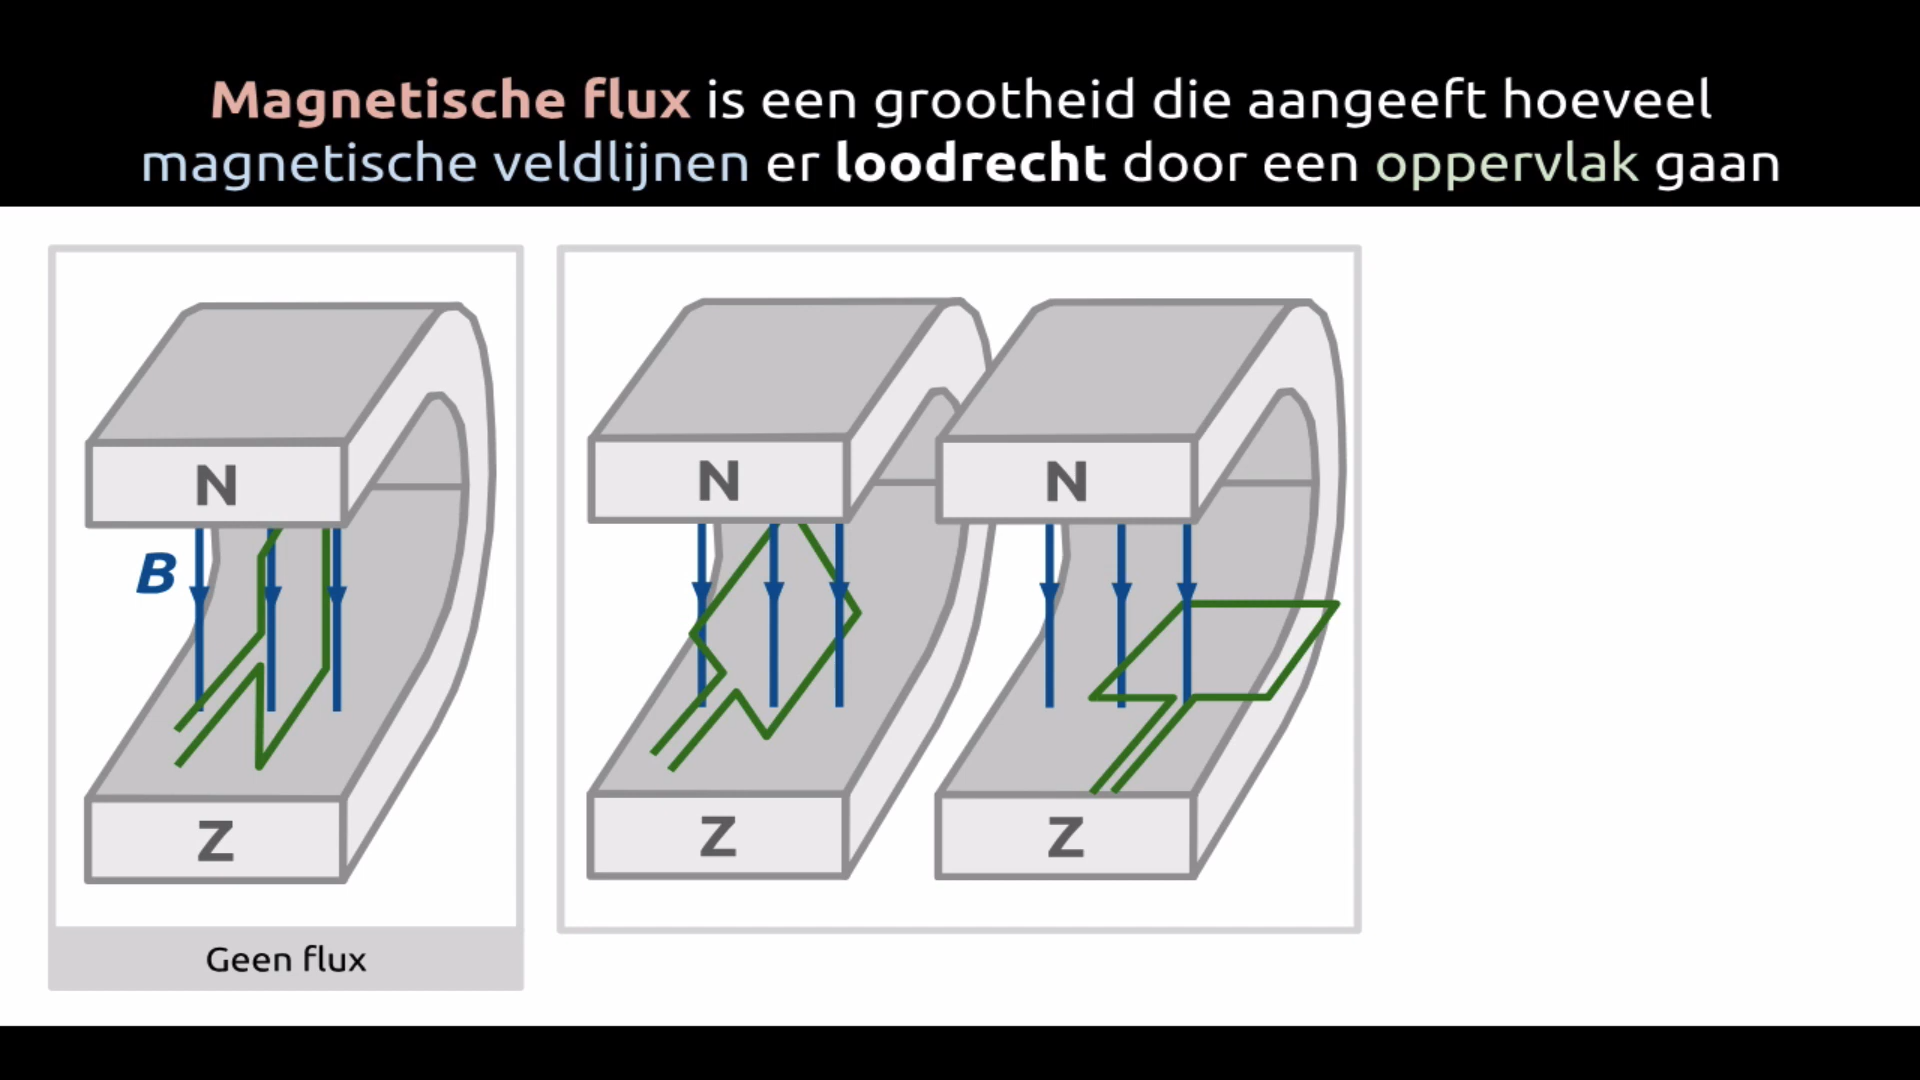 Magnetische flux is een grootheid die aangeeft hoeveel
magnetische veldlijnen er loodrecht door een oppervlak gaan
N
B
Z
Geen flux
N
Z
N
Z